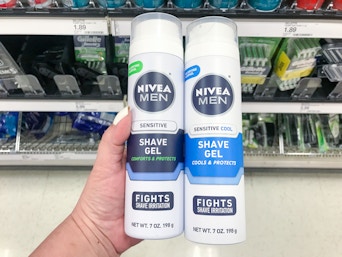 1.89
1.89
NIVEA
MEN
SENSITIVE
SHAVE
GEL
COMFORTS & PROTECTS
FIGHTS
SHAVE IRRITATION
NET WT. 7 OZ. 198 g
NIVEA
MEN
SENSITIVE COOL
SHAVE
GEL
COOLS & PROTECTS
FIGHTS
SHAVE IRRITATION
NET WT. 7 OZ. 198 g